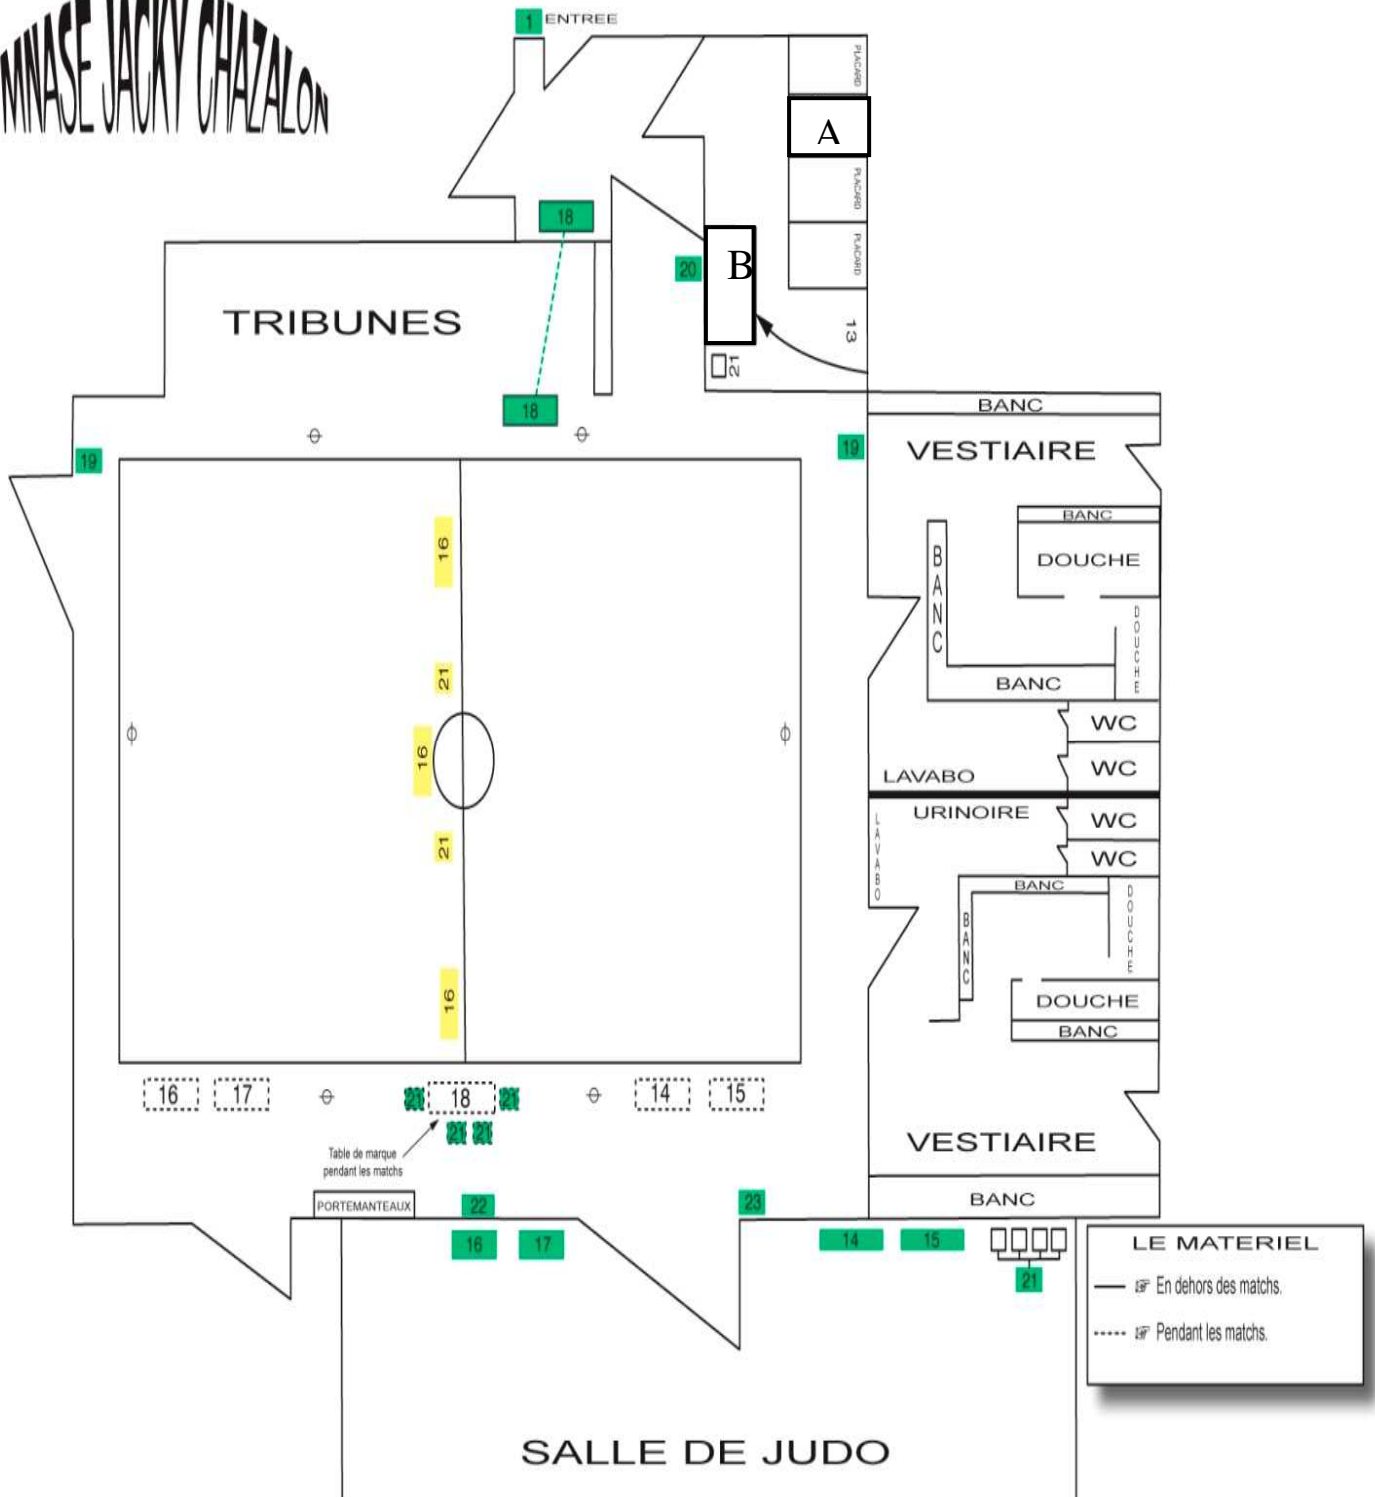 MNASE JACKY CHAZALON
1 ENTREE
PLACARD
A
PLACARD
PLACARD
18
20
B
13
21
TRIBUNES
18
19
19
BANC
VESTIAIRE
BANC
DOUCHE
BANC
DOUCHE
BANC
WC
WC
LAVABO
URINOIRE
LAVABO
WC
WC
BANC
BANC
DOUCHE
DOUCHE
BANC
VESTIAIRE
BANC
16
21
16
21
16
16
17
21
18
21
14
15
21
21
Table de marque
pendant les matchs
PORTEMANTEAUX
22
23
16
17
14
15
21
LE MATERIEL
☞ En dehors des matchs.
☞ Pendant les matchs.
SALLE DE JUDO